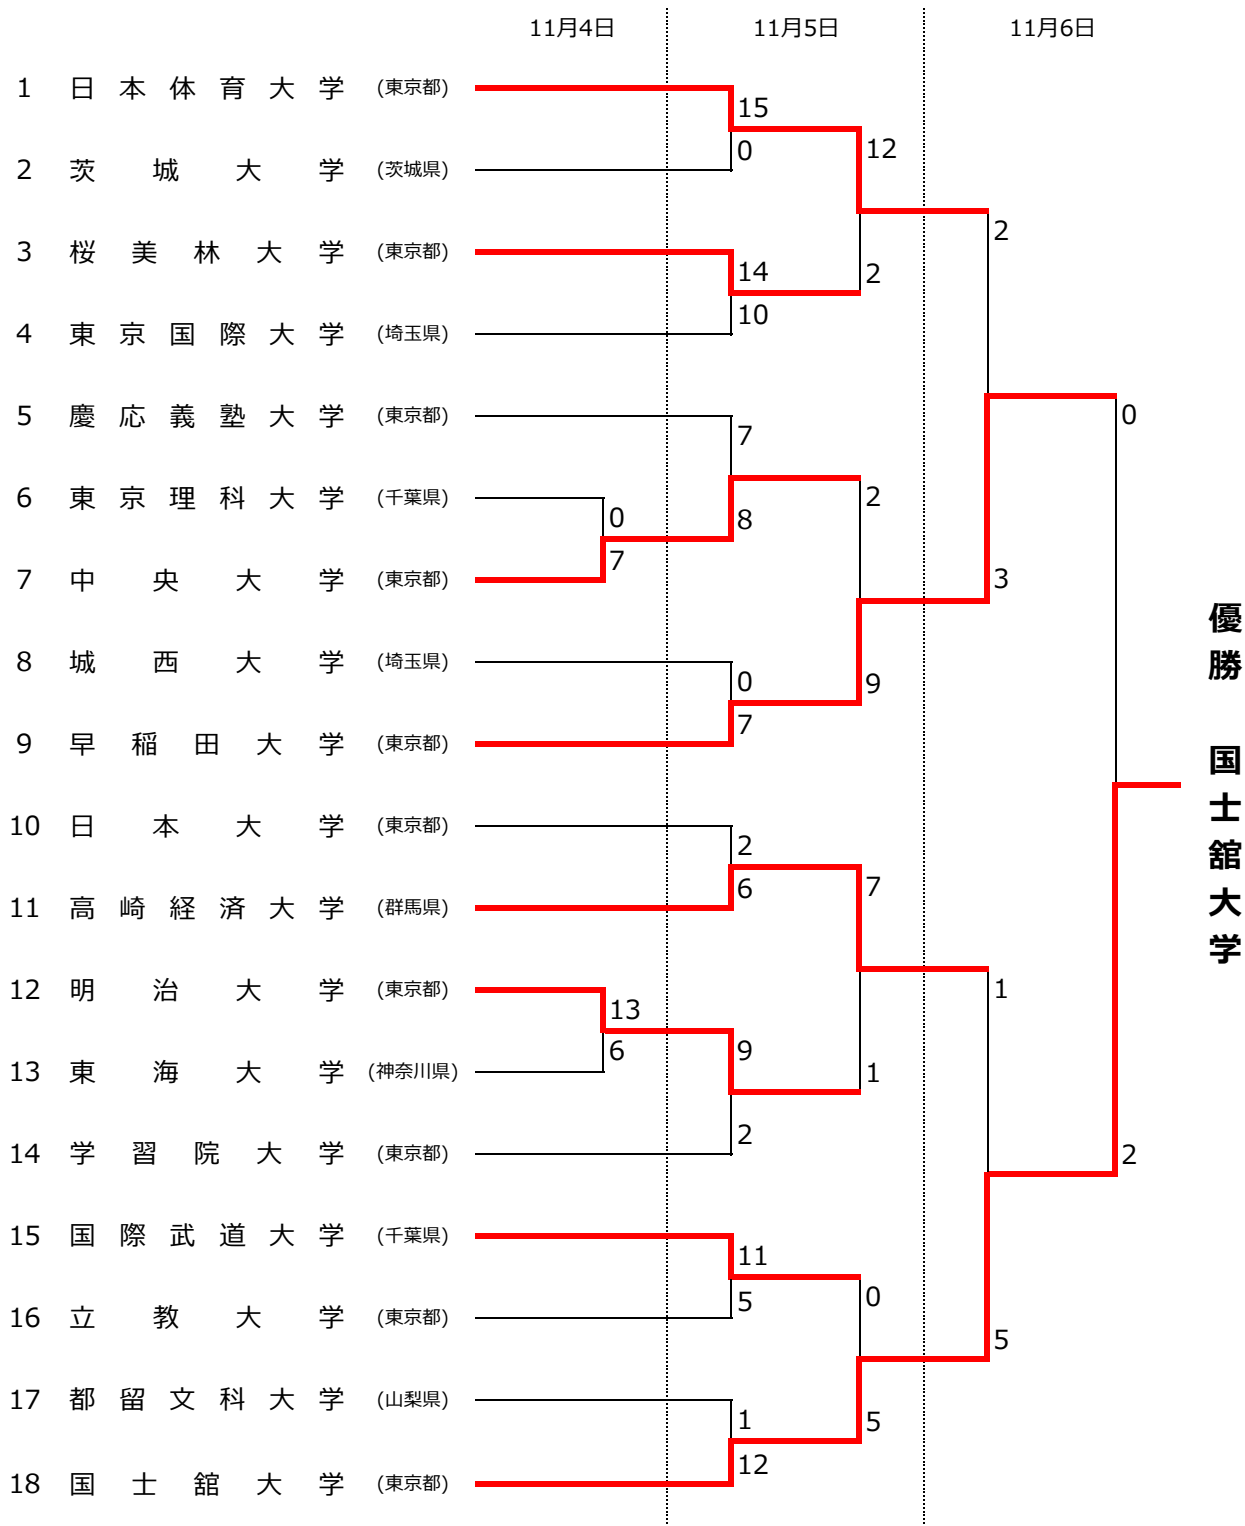 11月4日 11月5日 11月6日
1 日本体育大学 (東京都)
15
0
12
2 茨城大学 (茨城県)
2
3 桜美林大学 (東京都)
14
2
10
4 東京国際大学 (埼玉県)
5 慶応義塾大学 (東京都)
0
7
6 東京理科大学 (千葉県)
2
0
8
7
7 中央大学 (東京都)
3
8 城西大学 (埼玉県)
0
9
7
9 早稲田大学 (東京都)
優勝 国士舘大学
10 日本大学 (東京都)
2
6
7
11 高崎経済大学 (群馬県)
12 明治大学 (東京都)
1
13
6
9
13 東海大学 (神奈川県)
1
2
14 学習院大学 (東京都)
2
15 国際武道大学 (千葉県)
11
5
0
16 立教大学 (東京都)
5
17 都留文科大学 (山梨県)
1
5
12
18 国士舘大学 (東京都)